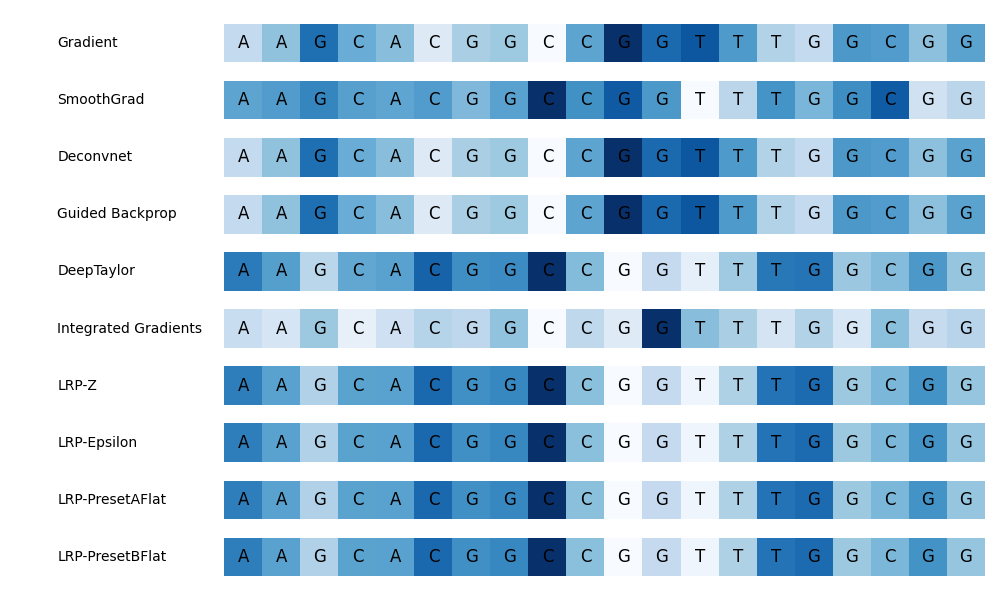 Gradient A A G C A C G G C C G G T T T G G C G G
SmoothGrad A A G C A C G G C C G G T T T G G C G G
Deconvnet A A G C A C G G C C G G T T T G G C G G
Guided Backprop A A G C A C G G C C G G T T T G G C G G
DeepTaylor A A G C A C G G C C G G T T T G G C G G
Integrated Gradients A A G C A C G G C C G G T T T G G C G G
LRP-Z A A G C A C G G C C G G T T T G G C G G
LRP-Epsilon A A G C A C G G C C G G T T T G G C G G
LRP-PresetAFlat A A G C A C G G C C G G T T T G G C G G
LRP-PresetBFlat A A G C A C G G C C G G T T T G G C G G